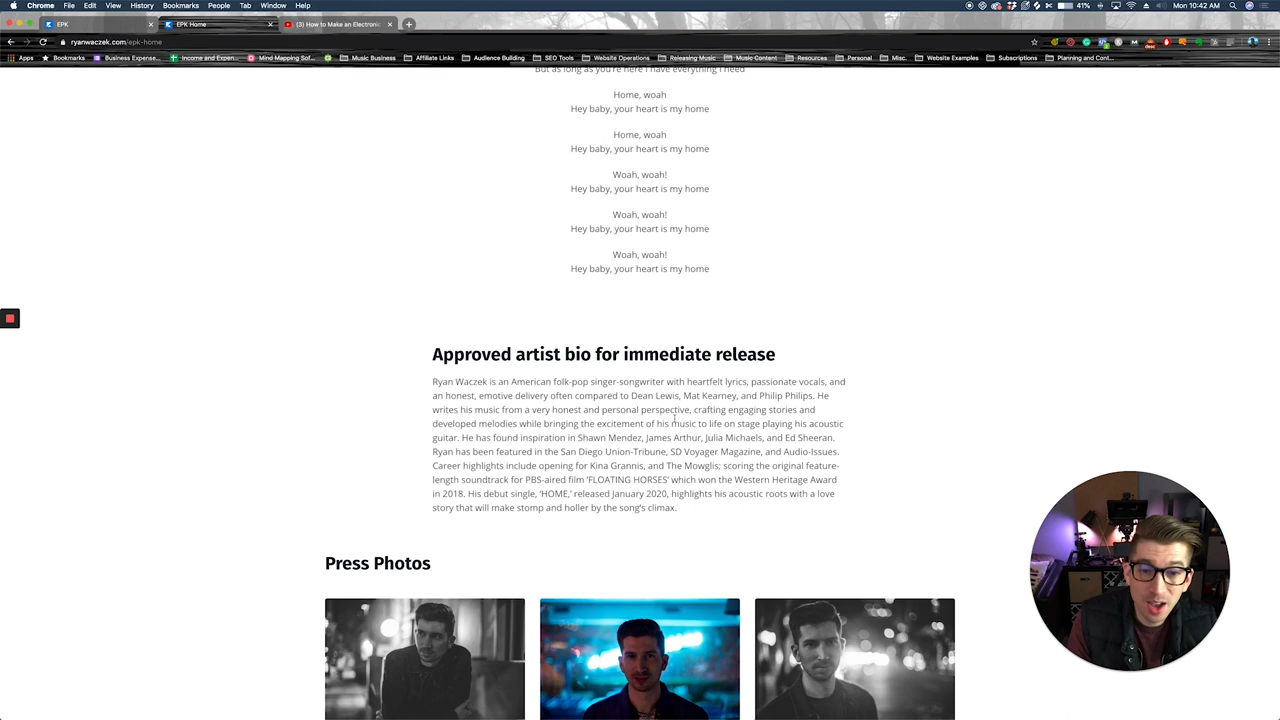 Chrome File Edit View History Bookmarks People Tab Window Help
41% Mon 10:42 AM
EPK
EPK Home
(3) How to Make an Electronic
ryanwaczek.com/epk-home
Apps Bookmarks Business Expense... Income and Expen... Mind Mapping Sof... Music Business Affiliate Links Audience Building SEO Tools Website Operations Releasing Music Music Content Resources Personal Misc. Website Examples Subscriptions Planning and Cont...
But as long as you're here I have everything I need
Home, woah
Hey baby, your heart is my home
Home, woah
Hey baby, your heart is my home
Woah, woah!
Hey baby, your heart is my home
Woah, woah!
Hey baby, your heart is my home
Woah, woah!
Hey baby, your heart is my home
Approved artist bio for immediate release
Ryan Waczek is an American folk-pop singer-songwriter with heartfelt lyrics, passionate vocals, and
an honest, emotive delivery often compared to Dean Lewis, Mat Kearney, and Philip Philips. He
writes his music from a very honest and personal perspective, crafting engaging stories and
developed melodies while bringing the excitement of his music to life on stage playing his acoustic
guitar. He has found inspiration in Shawn Mendez, James Arthur, Julia Michaels, and Ed Sheeran.
Ryan has been featured in the San Diego Union-Tribune, SD Voyager Magazine, and Audio-Issues.
Career highlights include opening for Kina Grannis, and The Mowglis; scoring the original feature-
length soundtrack for PBS-aired film 'FLOATING HORSES' which won the Western Heritage Award
in 2018. His debut single, 'HOME,' released January 2020, highlights his acoustic roots with a love
story that will make stomp and holler by the song's climax.
Press Photos